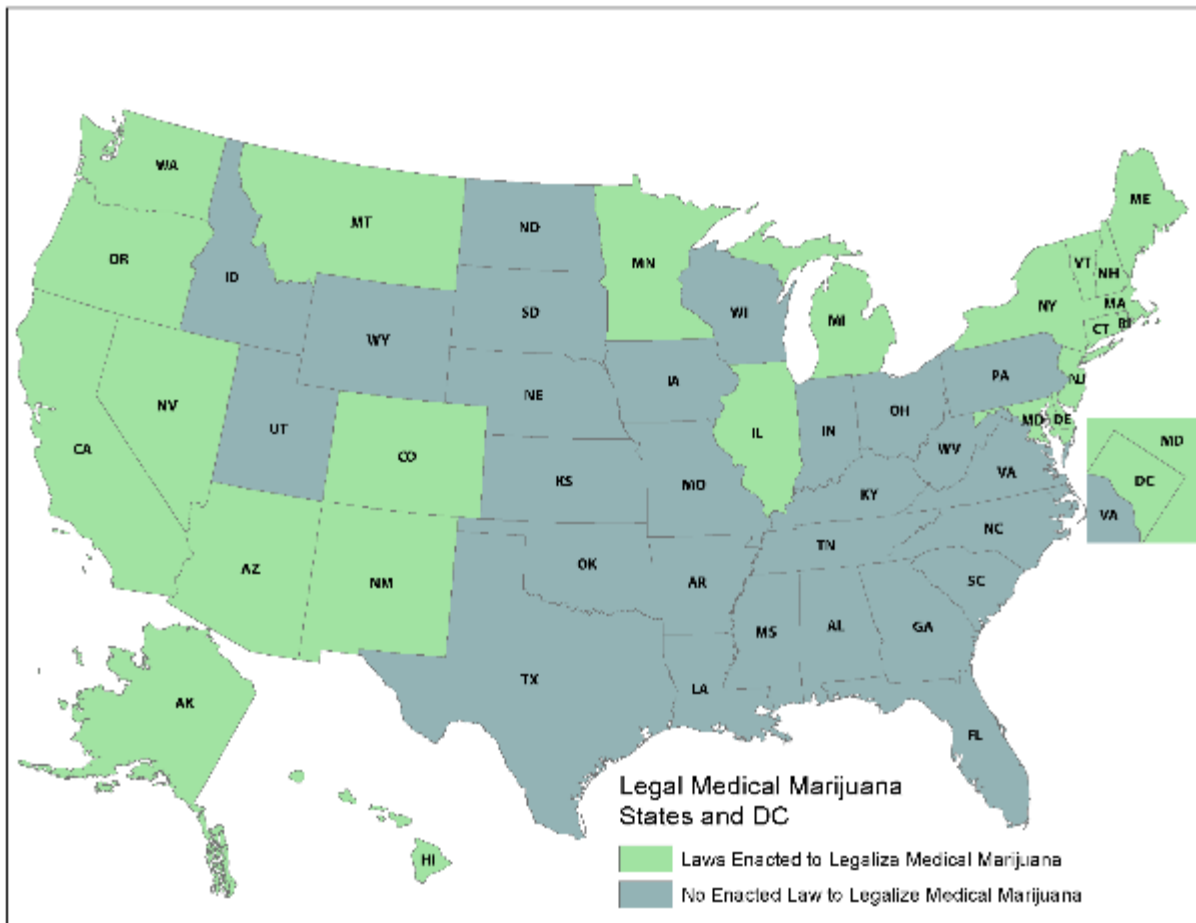 WA
MT
ND
ME
OR
ID
MN
VT
NH
SD
WI
MI
NY
MA
WY
CT
RI
IA
PA
NJ
NE
NV
OH
MD
DE
UT
IL
IN
CA
CO
WV
MD
KS
MO
VA
DC
KY
VA
NC
TN
OK
AZ
NM
AR
SC
MS
AL
GA
TX
LA
AK
FL
HI
Legal Medical Marijuana
States and DC
Laws Enacted to Legaliza Medical Marijuana
No Enacted Law to Legalize Medical Marijuana